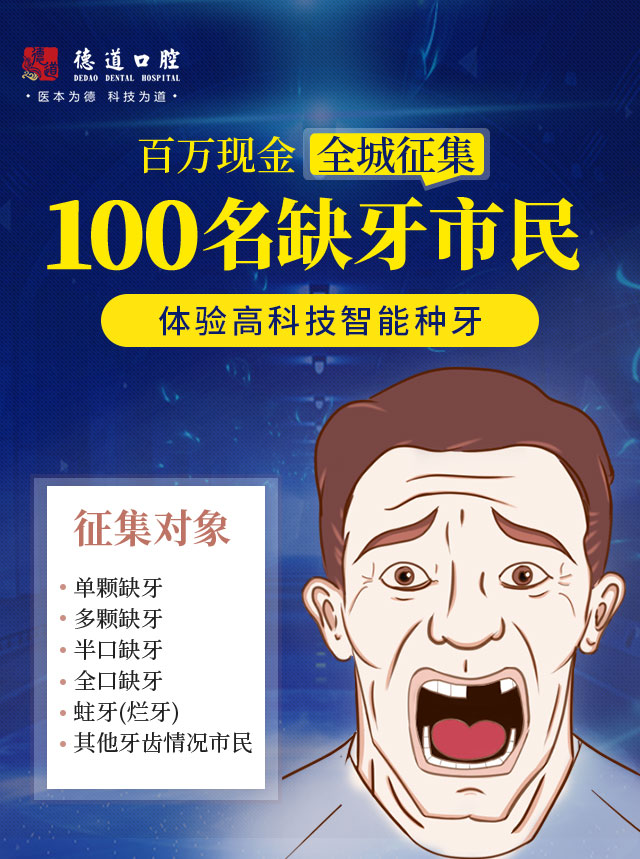 德道
德道口腔
DEDAO DENTAL HOSPITAL
• 医本为德 科技为道 •
百万现金 全城征集
100名缺牙市民
体验高科技智能种牙
征集对象
• 单颗缺牙
• 多颗缺牙
• 半口缺牙
• 全口缺牙
• 蛀牙(烂牙)
• 其他牙齿情况市民